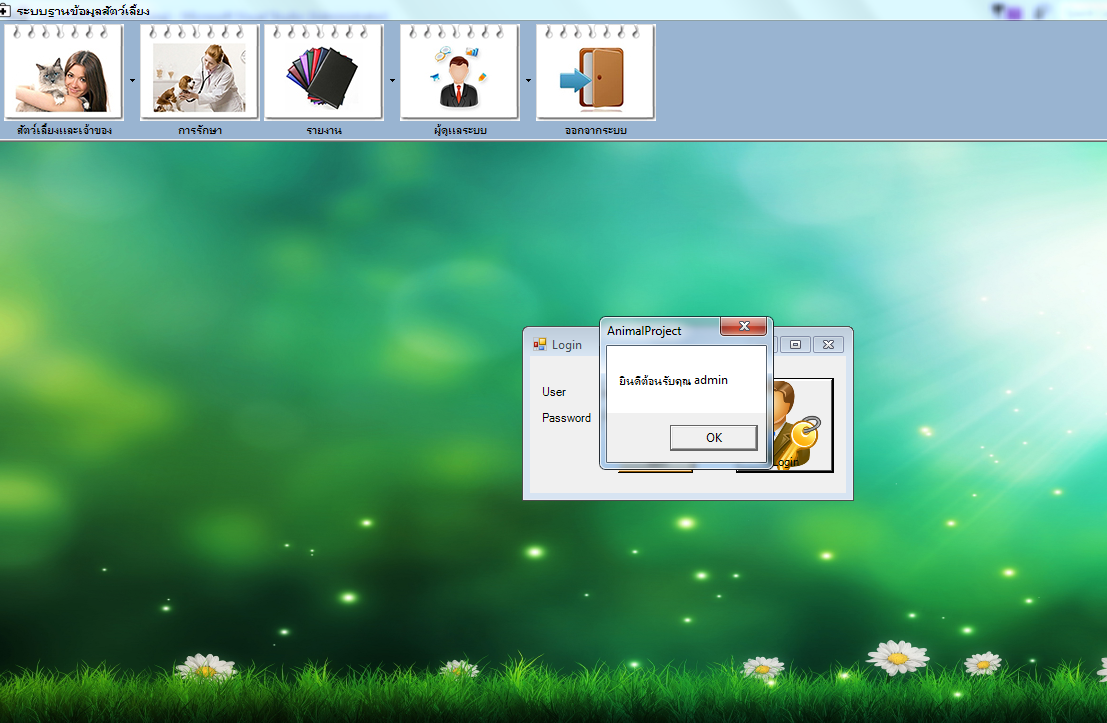 ระบบฐานข้อมูลสัตว์เลี้ยง
สัตว์เลี้ยงและเจ้าของ
การรักษา
รายงาน
ผู้ดูแลระบบ
ออกจากระบบ
Login
AnimalProject
ยินดีต้อนรับคุณ admin
User
Password
OK
Login